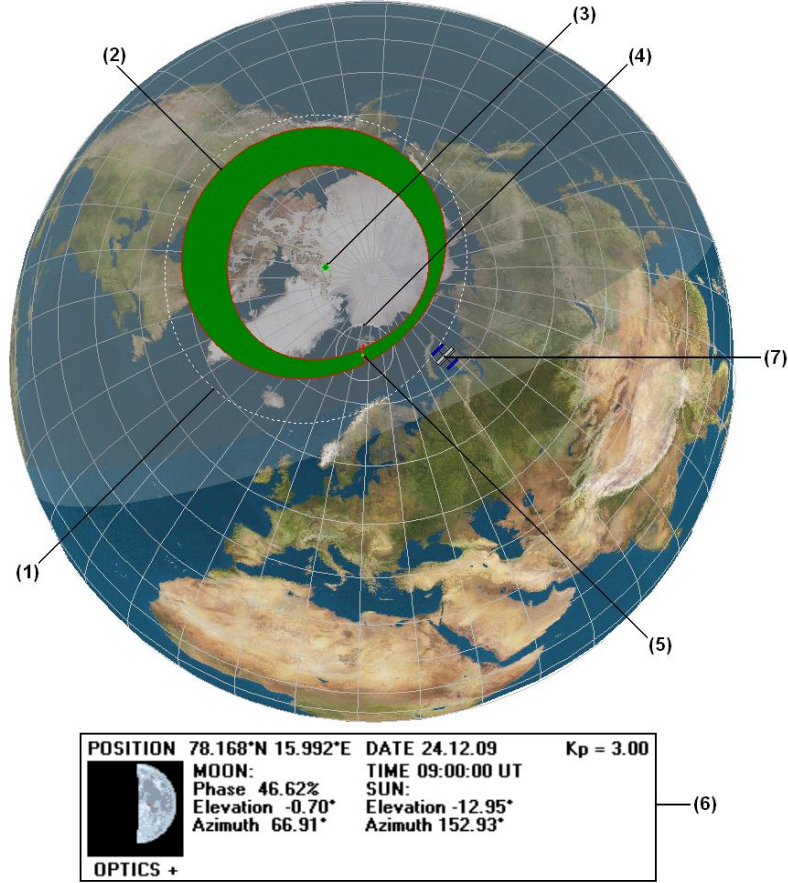 (3)
(2)
(4)
(7)
(1)
(5)
POSITION 78.168°N 15.992°E DATE 24.12.09 Kp = 3.00
MOON: TIME 09:00:00 UT
Phase 46.62% SUN:
Elevation -0.70° Elevation -12.95°
Azimuth 66.91° Azimuth 152.93°
(6)
OPTICS +